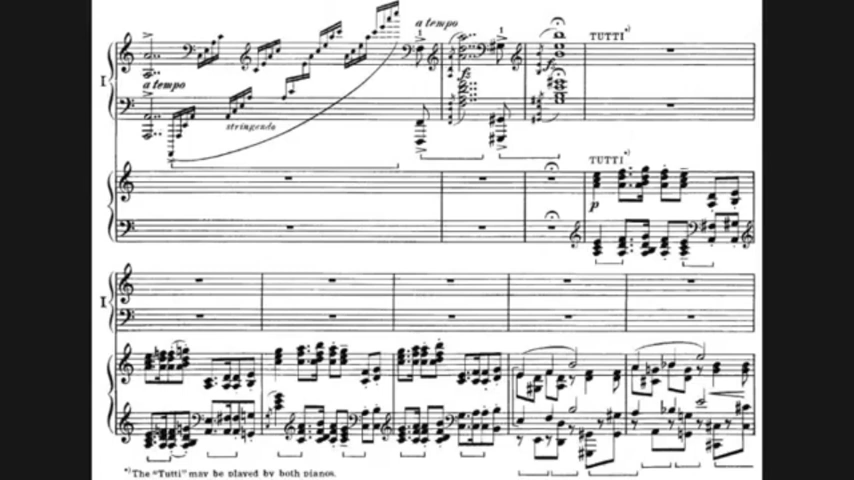 a tempo
TUTTI *)
I
a tempo
stringendo
TUTTI *)
p
I
*) The "Tutti" may be played by both pianos.